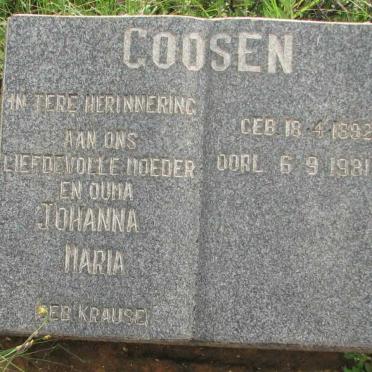 COOSEN
IN TERE HERINNERING
AAN ONS
LIEFDEVOLLE MOEDER
EN OUMA
JOHANNA
MARIA
GEB KRAUSE
GEB 18 4 1892
OORL 6 9 1981